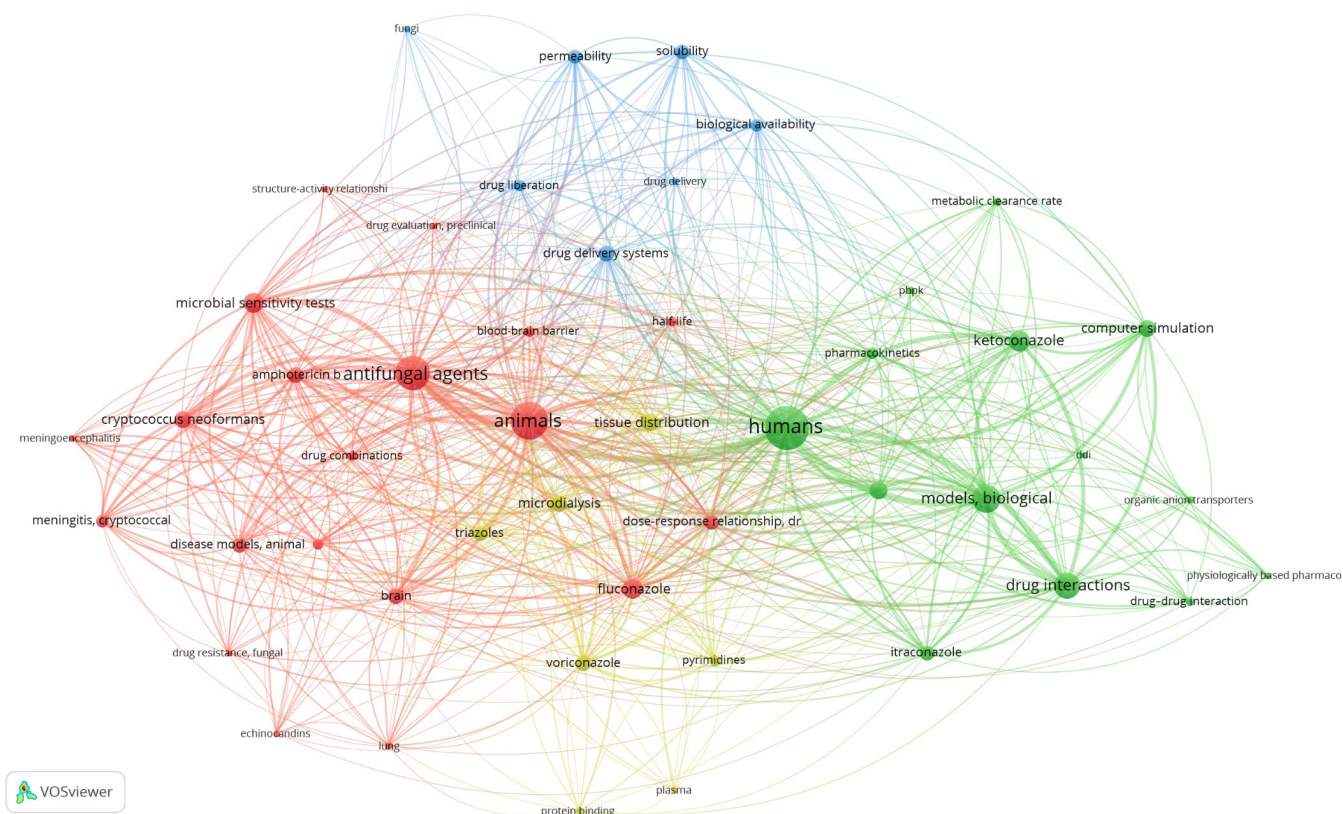 fungi
solubility
permeability
biological availability
drug delivery
drug liberation
structure-activity relationshi
metabolic clearance rate
drug evaluation, preclinical
drug delivery systems
pbpk
microbial sensitivity tests
half-life
computer simulation
blood-brain barrier
ketoconazole
pharmacokinetics
antifungal agents
amphotericin b
cryptococcus neoformans
animals
tissue distribution
humans
meningoencephalitis
drug combinations
ddi
models, biological
organic anion transporters
microdialysis
meningitis, cryptococcal
dose-response relationship, dr
triazoles
disease models, animal
physiologically based pharmaco
drug interactions
fluconazole
brain
drug–drug interaction
drug resistance, fungal
itraconazole
voriconazole
pyrimidines
echinocandins
lung
plasma
VOSviewer
protein binding